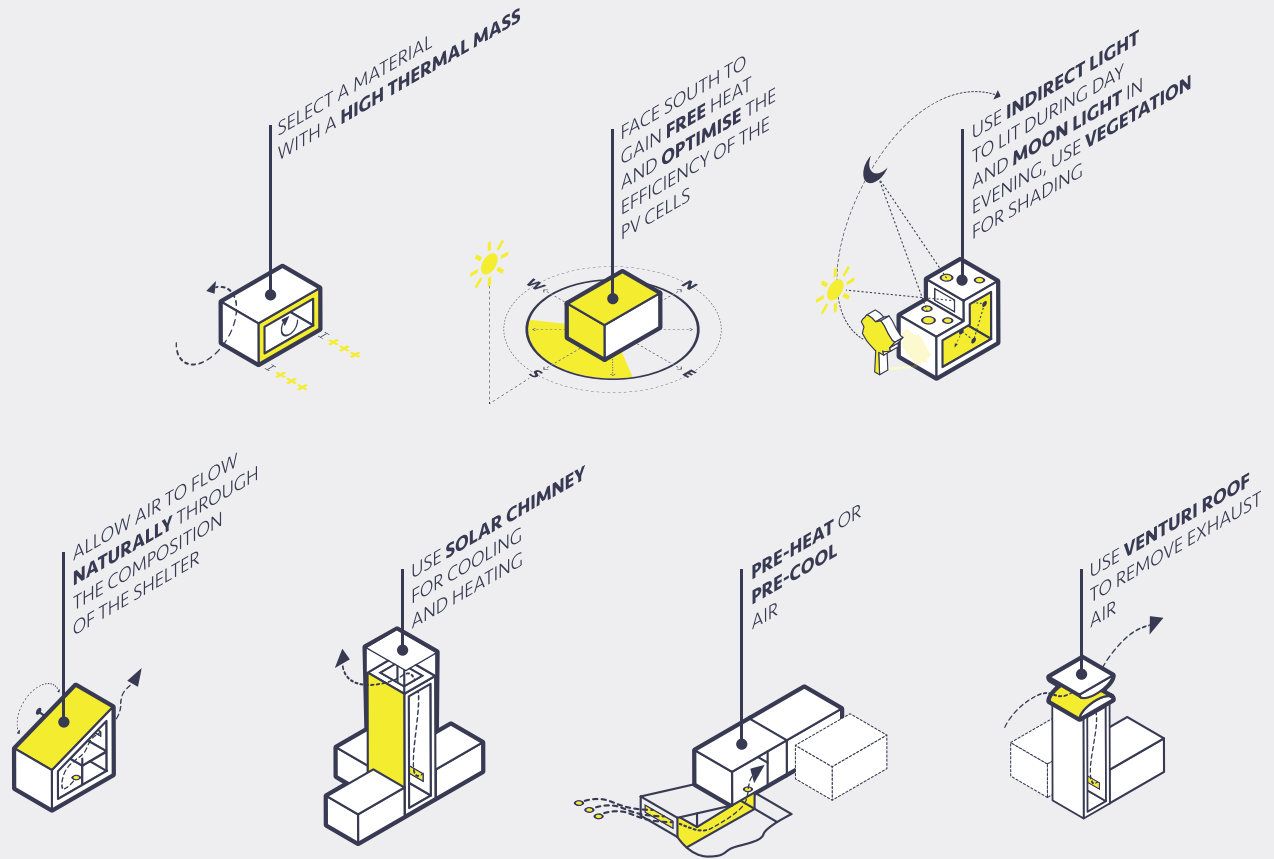 SELECT A MATERIAL
WITH A HIGH THERMAL MASS
FACE SOUTH TO
GAIN FREE HEAT
AND OPTIMISE THE
EFFICIENCY OF THE
PV CELLS
W
N
S
E
USE INDIRECT LIGHT
TO LIT DURING DAY
AND MOON LIGHT IN
EVENING, USE VEGETATION
FOR SHADING
ALLOW AIR TO FLOW
NATURALLY THROUGH
THE COMPOSITION
OF THE SHELTER
USE SOLAR CHIMNEY
FOR COOLING
AND HEATING
PRE-HEAT OR
PRE-COOL
AIR
USE VENTURI ROOF
TO REMOVE EXHAUST
AIR